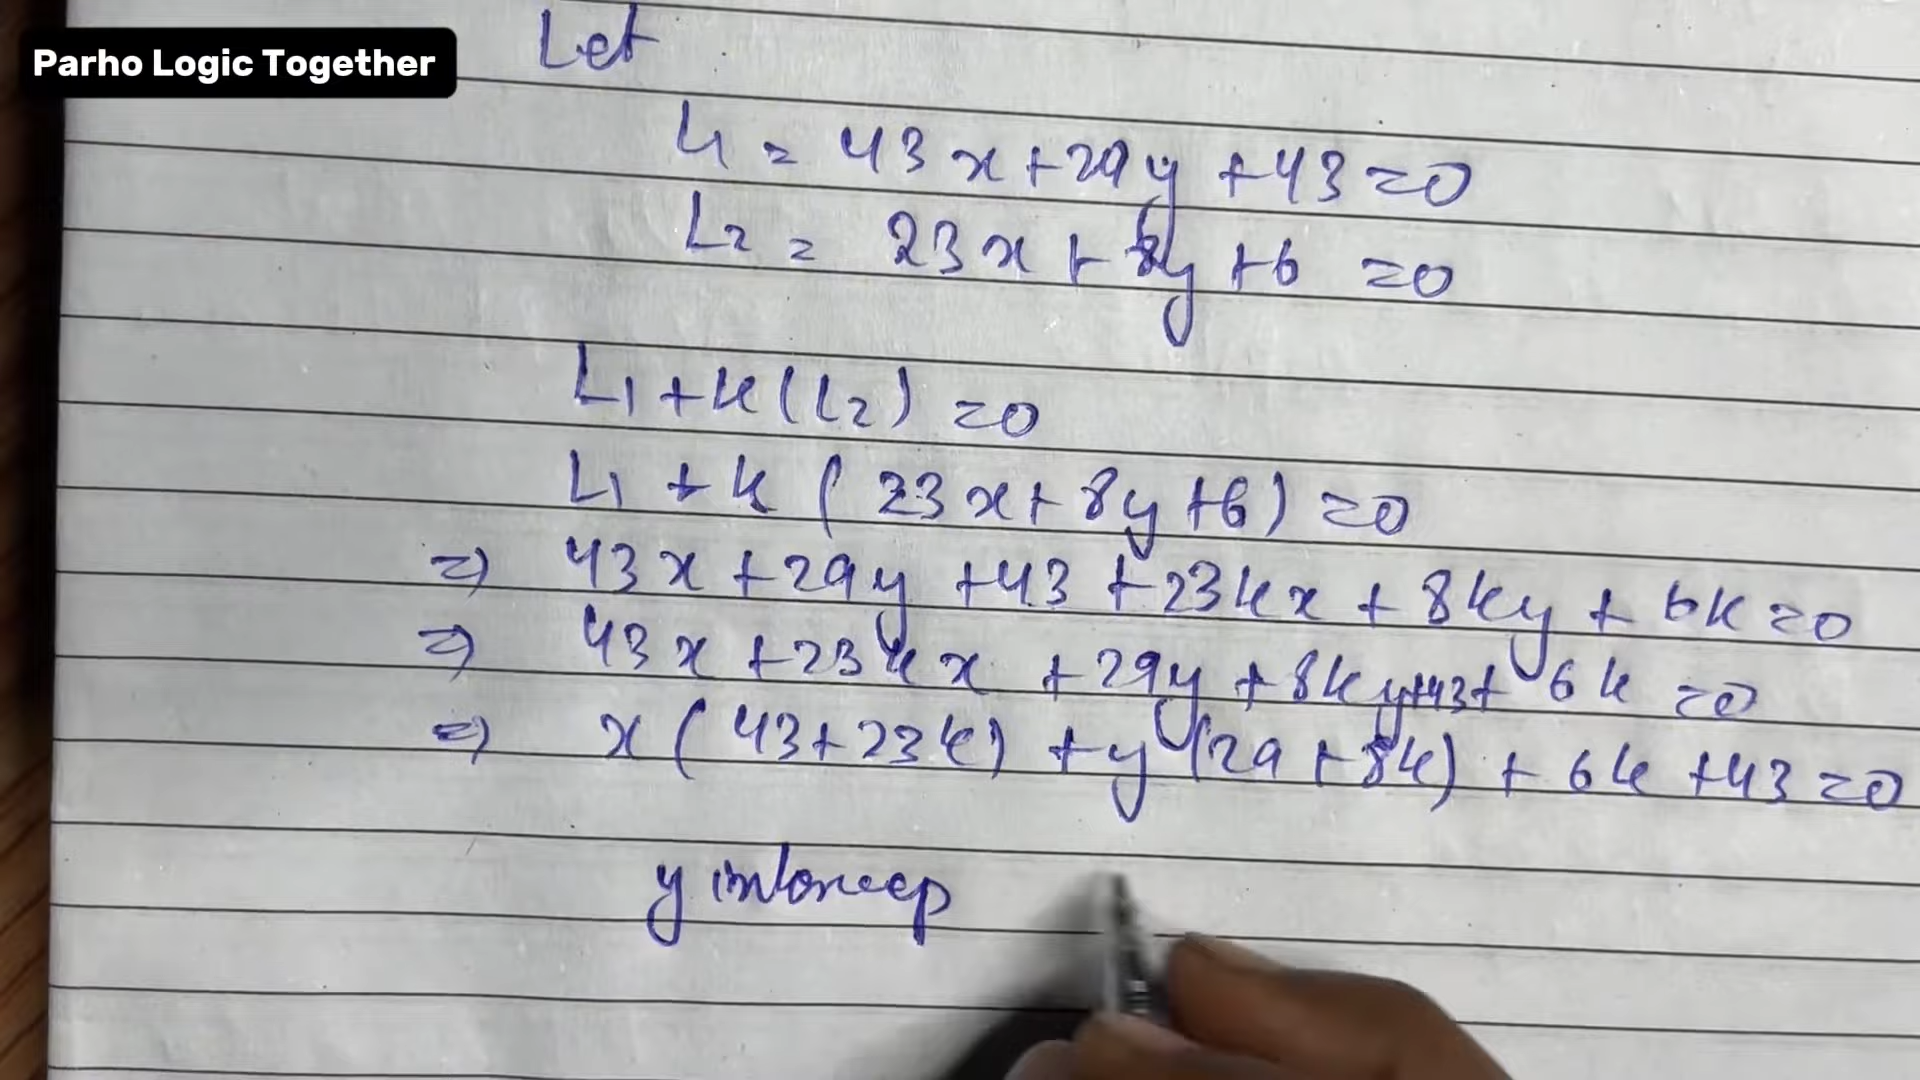 Parho Logic Together
Let
L1 = 43x+29y+43=0
L2 = 23x+8y+6=0
L1+k(L2)=0
L1+k(23x+8y+6)=0
⇒ 43x+29y+43+23kx+8ky+6k=0
⇒ 43x+23kx+29y+8ky+43+6k=0
⇒ x(43+23k)+y(29+8k)+6k+43=0
y